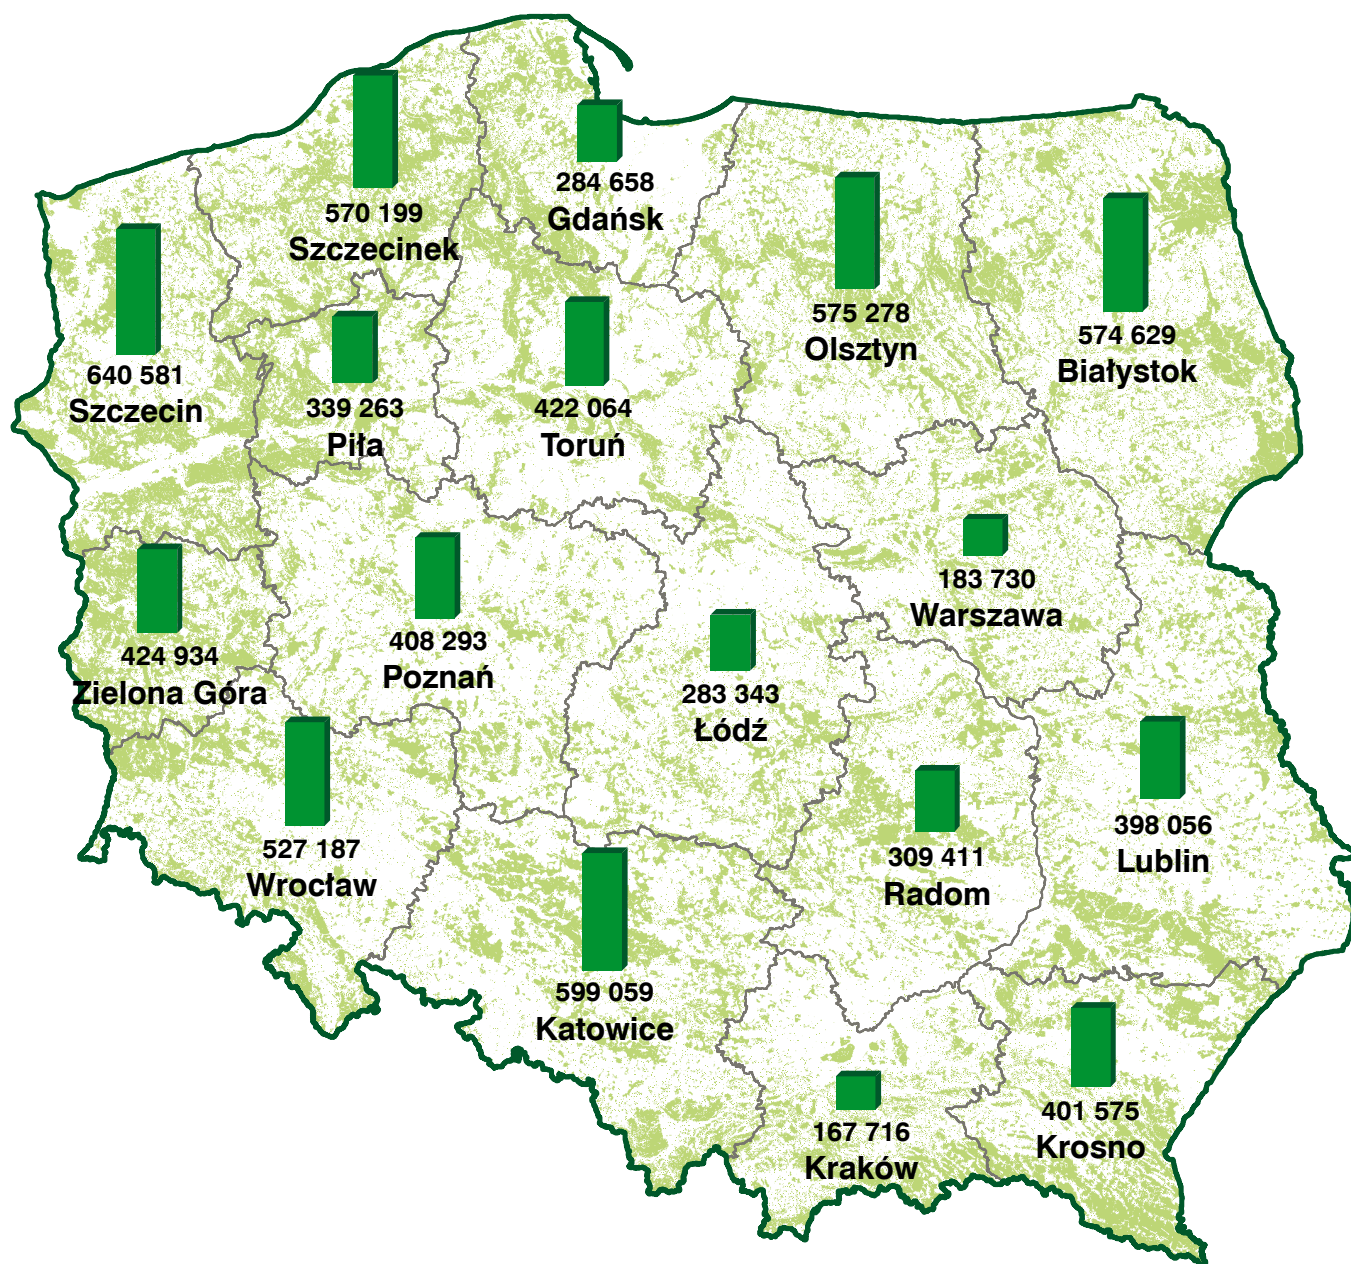 284 658
Gdańsk
570 199
Szczecinek
575 278
Olsztyn
574 629
Białystok
640 581
Szczecin
339 263
Piła
422 064
Toruń
183 730
Warszawa
424 934
Zielona Góra
408 293
Poznań
283 343
Łódź
527 187
Wrocław
309 411
Radom
398 056
Lublin
599 059
Katowice
167 716
Kraków
401 575
Krosno